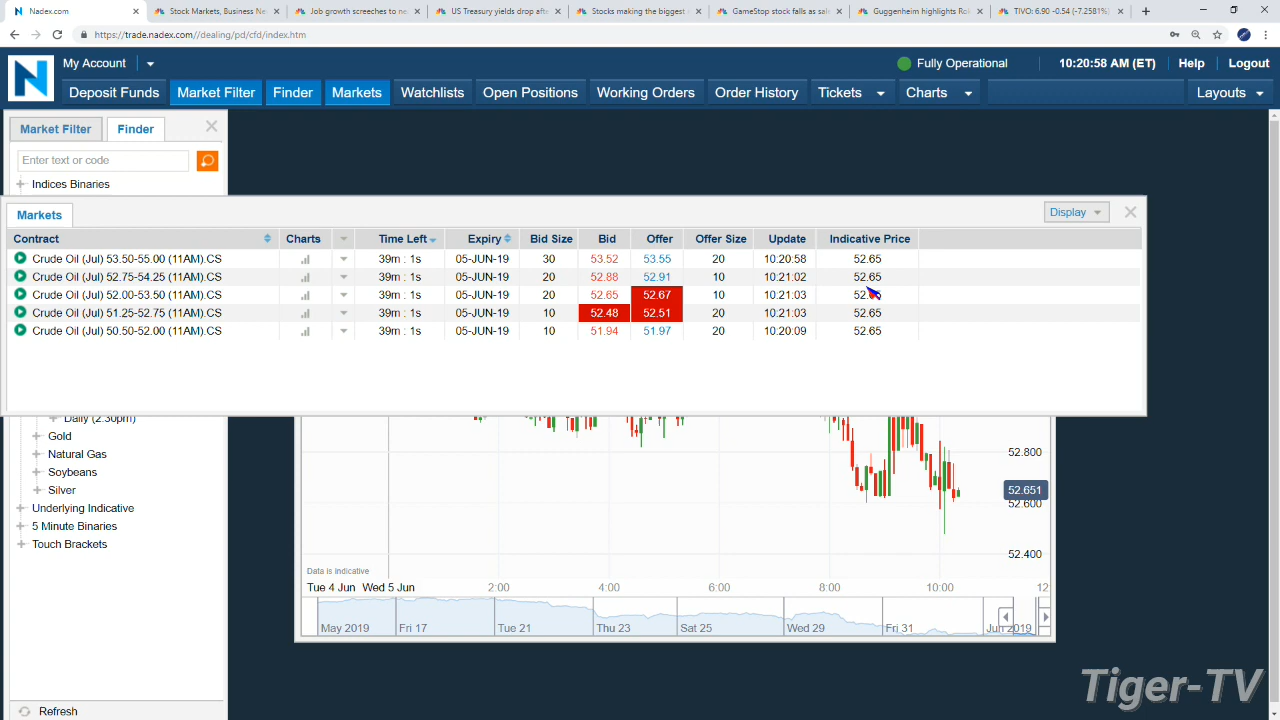 Nadex.com
Stock Markets, Business Ne
Job growth screeches to ne
US Treasury yields drop afte
Stocks making the biggest
GameStop stock falls as sale
Guggenheim highlights Rok
TIVO: 6.90 -0.54 (-7.2581%)
https://trade.nadex.com//dealing/pd/cfd/index.htm
N
My Account
Fully Operational
10:20:58 AM (ET)
Help
Logout
Deposit Funds
Market Filter
Finder
Markets
Watchlists
Open Positions
Working Orders
Order History
Tickets
Charts
Layouts
Market Filter
Finder
Enter text or code
Indices Binaries
Markets
Display
Contract Charts Time Left Expiry Bid Size Bid Offer Offer Size Update Indicative Price
Crude Oil (Jul) 53.50-55.00 (11AM).CS 39m : 1s 05-JUN-19 30 53.52 53.55 20 10:20:58 52.65
Crude Oil (Jul) 52.75-54.25 (11AM).CS 39m : 1s 05-JUN-19 20 52.88 52.91 10 10:21:02 52.65
Crude Oil (Jul) 52.00-53.50 (11AM).CS 39m : 1s 05-JUN-19 20 52.65 52.67 10 10:21:03
Crude Oil (Jul) 51.25-52.75 (11AM).CS 39m : 1s 05-JUN-19 10 52.48 52.51 20 10:21:03 52.65
Crude Oil (Jul) 50.50-52.00 (11AM).CS 39m : 1s 05-JUN-19 10 51.94 51.97 20 10:20:09 52.65
Daily (2:30pm)
Gold
Natural Gas
Soybeans
Silver
Underlying Indicative
5 Minute Binaries
Touch Brackets
Refresh
52.800
52.651
52.600
52.400
Data is Indicative
Tue 4 Jun Wed 5 Jun 2:00 4:00 6:00 8:00 10:00 12
May 2019 Fri 17 Tue 21 Thu 23 Sat 25 Wed 29 Fri 31 Jun 2019
Tiger-TV